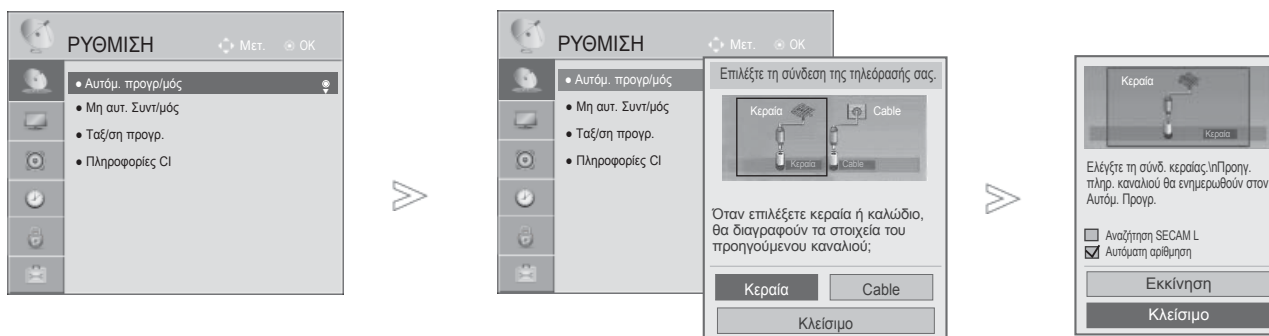 ΡΥΘΜΙΣΗ
Μετ. OK
● Αυτόμ. προγρ/μός
● Μη αυτ. Συντ/μός
● Ταξ/ση προγρ.
● Πληροφορίες CI
>
ΡΥΘΜΙΣΗ
Μετ. OK
● Αυτόμ. προγρ/μός
● Μη αυτ. Συντ/μός
● Ταξ/ση προγρ.
● Πληροφορίες CI
Επιλέξτε τη σύνδεση της τηλεόρασής σας.
Κεραία Cable
Κεραία Cable
Όταν επιλέξετε κεραία ή καλώδιο,
θα διαγραφούν τα στοιχεία του
προηγούμενου καναλιού;
Κεραία Cable
Κλείσιμο
>
Κεραία
Κεραία
Ελέγξτε τη σύνδ. κεραίας.\nΠροηγ.
πληρ. καναλιού θα ενημερωθούν στον
Αυτόμ. Προγρ.
Αναζήτηση SECAM L
Αυτόματη αρίθμηση
Εκκίνηση
Κλείσιμο